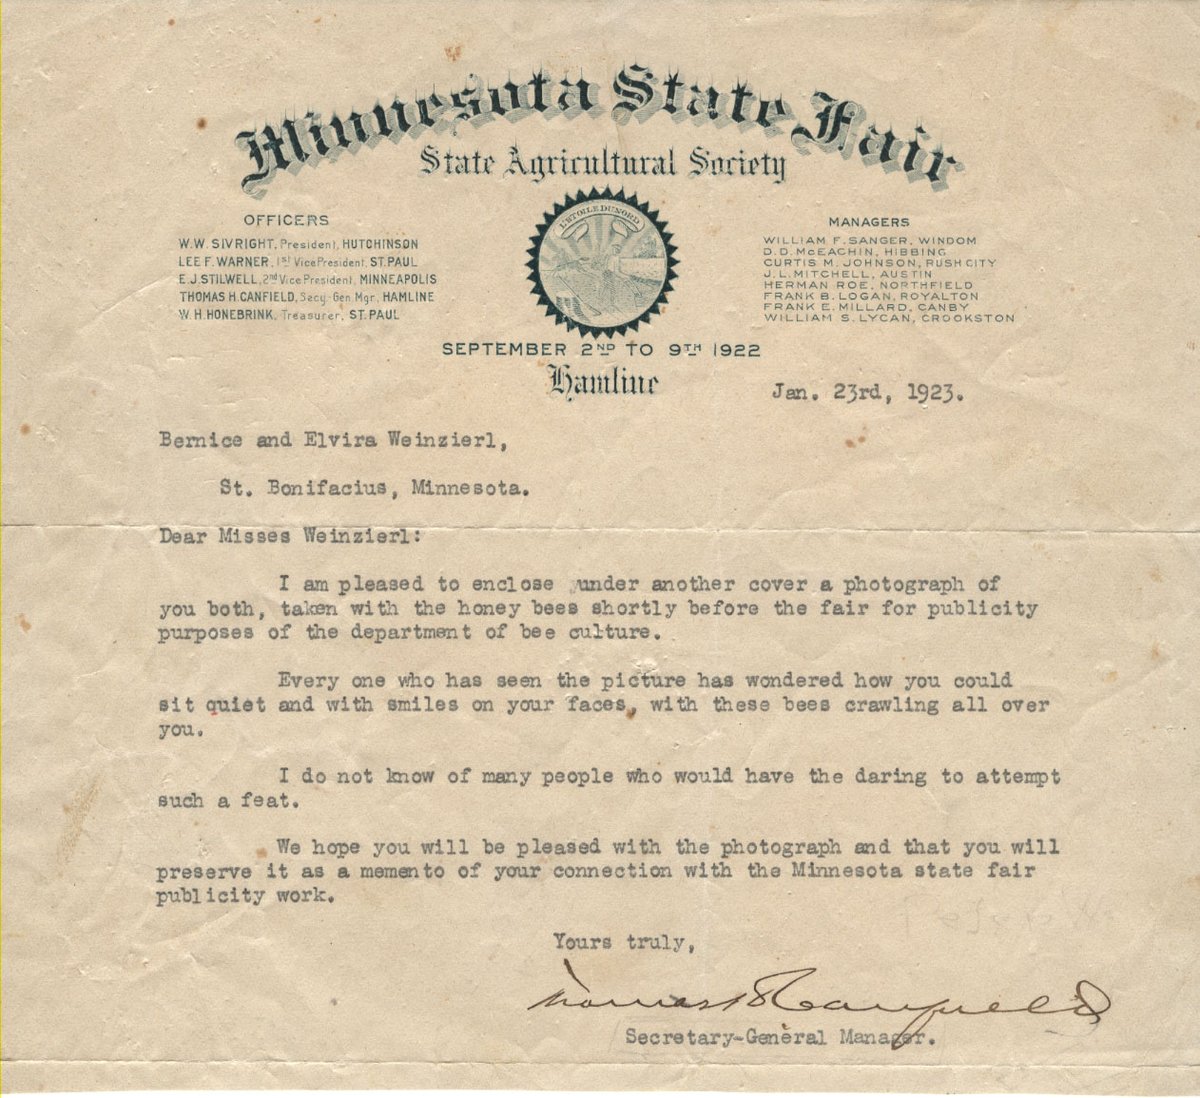 Minnesota State Fair
State Agricultural Society
L'ETOILE DU NORD
OFFICERS
W.W. SIVRIGHT, President, HUTCHINSON
LEE F. WARNER, 1st Vice President, ST. PAUL
E.J. STILWELL, 2nd Vice President, MINNEAPOLIS
THOMAS H. CANFIELD, Secy-Gen Mgr, HAMLINE
W.H. HONEBRINK, Treasurer, ST. PAUL
MANAGERS
WILLIAM F. SANGER, WINDOM
D.D. McEACHIN, HIBBING
CURTIS M. JOHNSON, RUSH CITY
J.L. MITCHELL, AUSTIN
HERMAN ROE, NORTHFIELD
FRANK B. LOGAN, ROYALTON
FRANK E. MILLARD, CANBY
WILLIAM S. LYCAN, CROOKSTON
SEPTEMBER 2ND TO 9TH 1922
Hamline
Jan. 23rd, 1923.
Bernice and Elvira Weinzierl,
St. Bonifacius, Minnesota.
Dear Misses Weinzierl:
I am pleased to enclose under another cover a photograph of
you both, taken with the honey bees shortly before the fair for publicity
purposes of the department of bee culture.
Every one who has seen the picture has wondered how you could
sit quiet and with smiles on your faces, with these bees crawling all over
you.
I do not know of many people who would have the daring to attempt
such a feat.
We hope you will be pleased with the photograph and that you will
preserve it as a memento of your connection with the Minnesota state fair
publicity work.
Yours truly,
Thomas H Canfield
Secretary-General Manager.